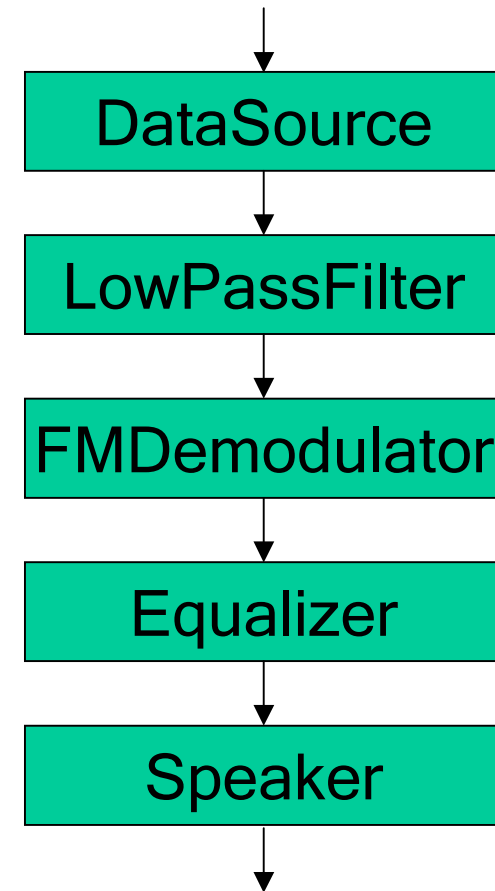 DataSource
LowPassFilter
FMDemodulator
Equalizer
Speaker